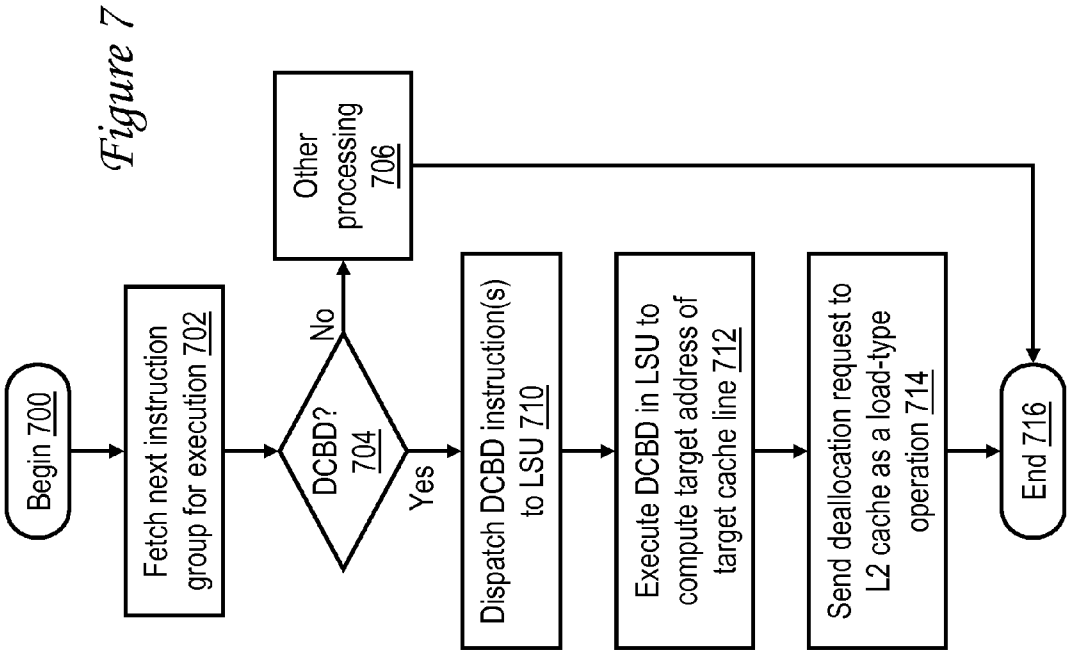 Figure 7
Begin 700
Fetch next instruction
group for execution 702
DCBD?
704
No
Other
processing
706
Yes
Dispatch DCBD instruction(s)
to LSU 710
Execute DCBD in LSU to
compute target address of
target cache line 712
Send deallocation request to
L2 cache as a load-type
operation 714
End 716